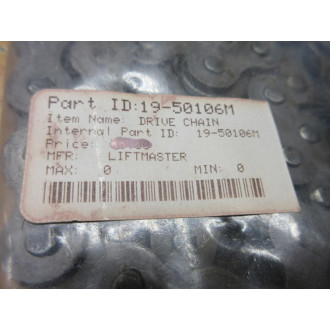 Part ID:19-50106M
Item Name: DRIVE CHAIN
Internal Part ID: 19-50106M
Price:
MFR: LIFTMASTER
MAX: 0 MIN: 0